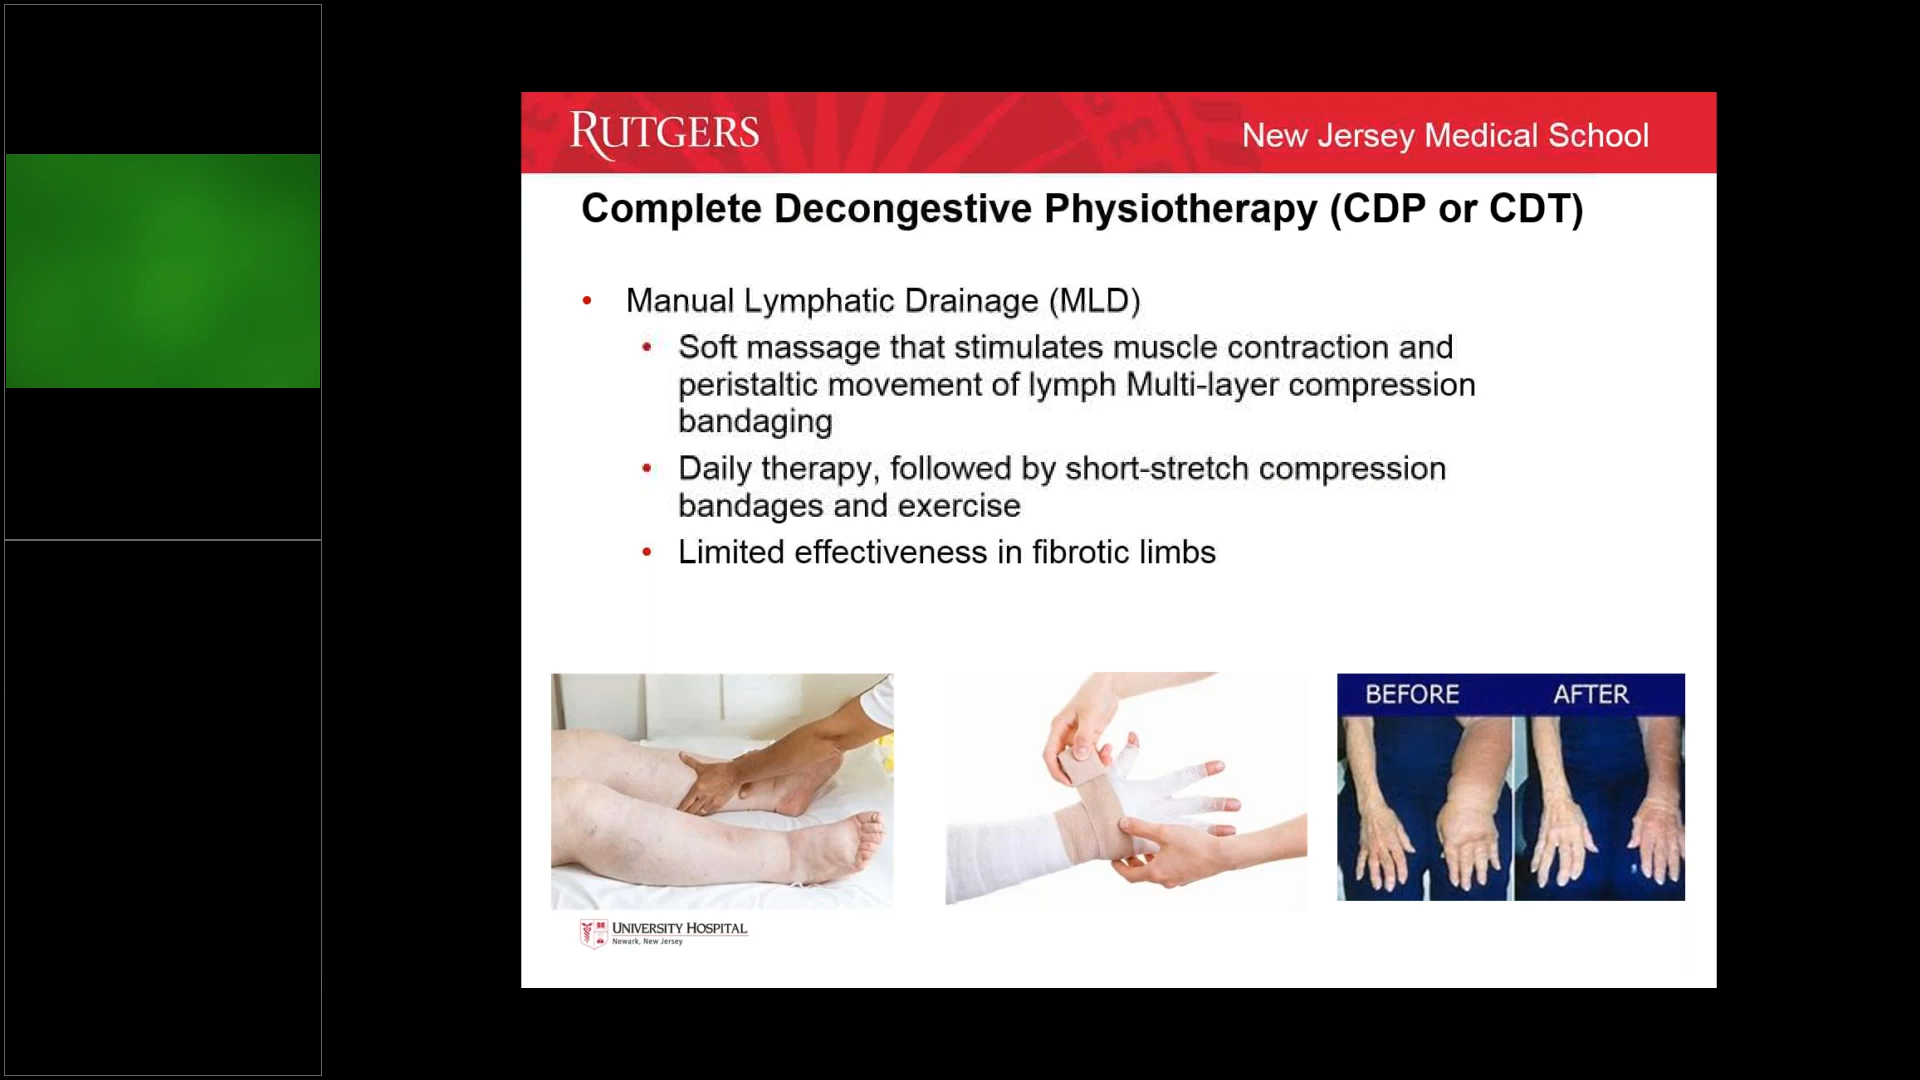 RUTGERS
New Jersey Medical School
Complete Decongestive Physiotherapy (CDP or CDT)
• Manual Lymphatic Drainage (MLD)
• Soft massage that stimulates muscle contraction and
peristaltic movement of lymph Multi-layer compression
bandaging
• Daily therapy, followed by short-stretch compression
bandages and exercise
• Limited effectiveness in fibrotic limbs
BEFORE AFTER
UNIVERSITY HOSPITAL
Newark, New Jersey